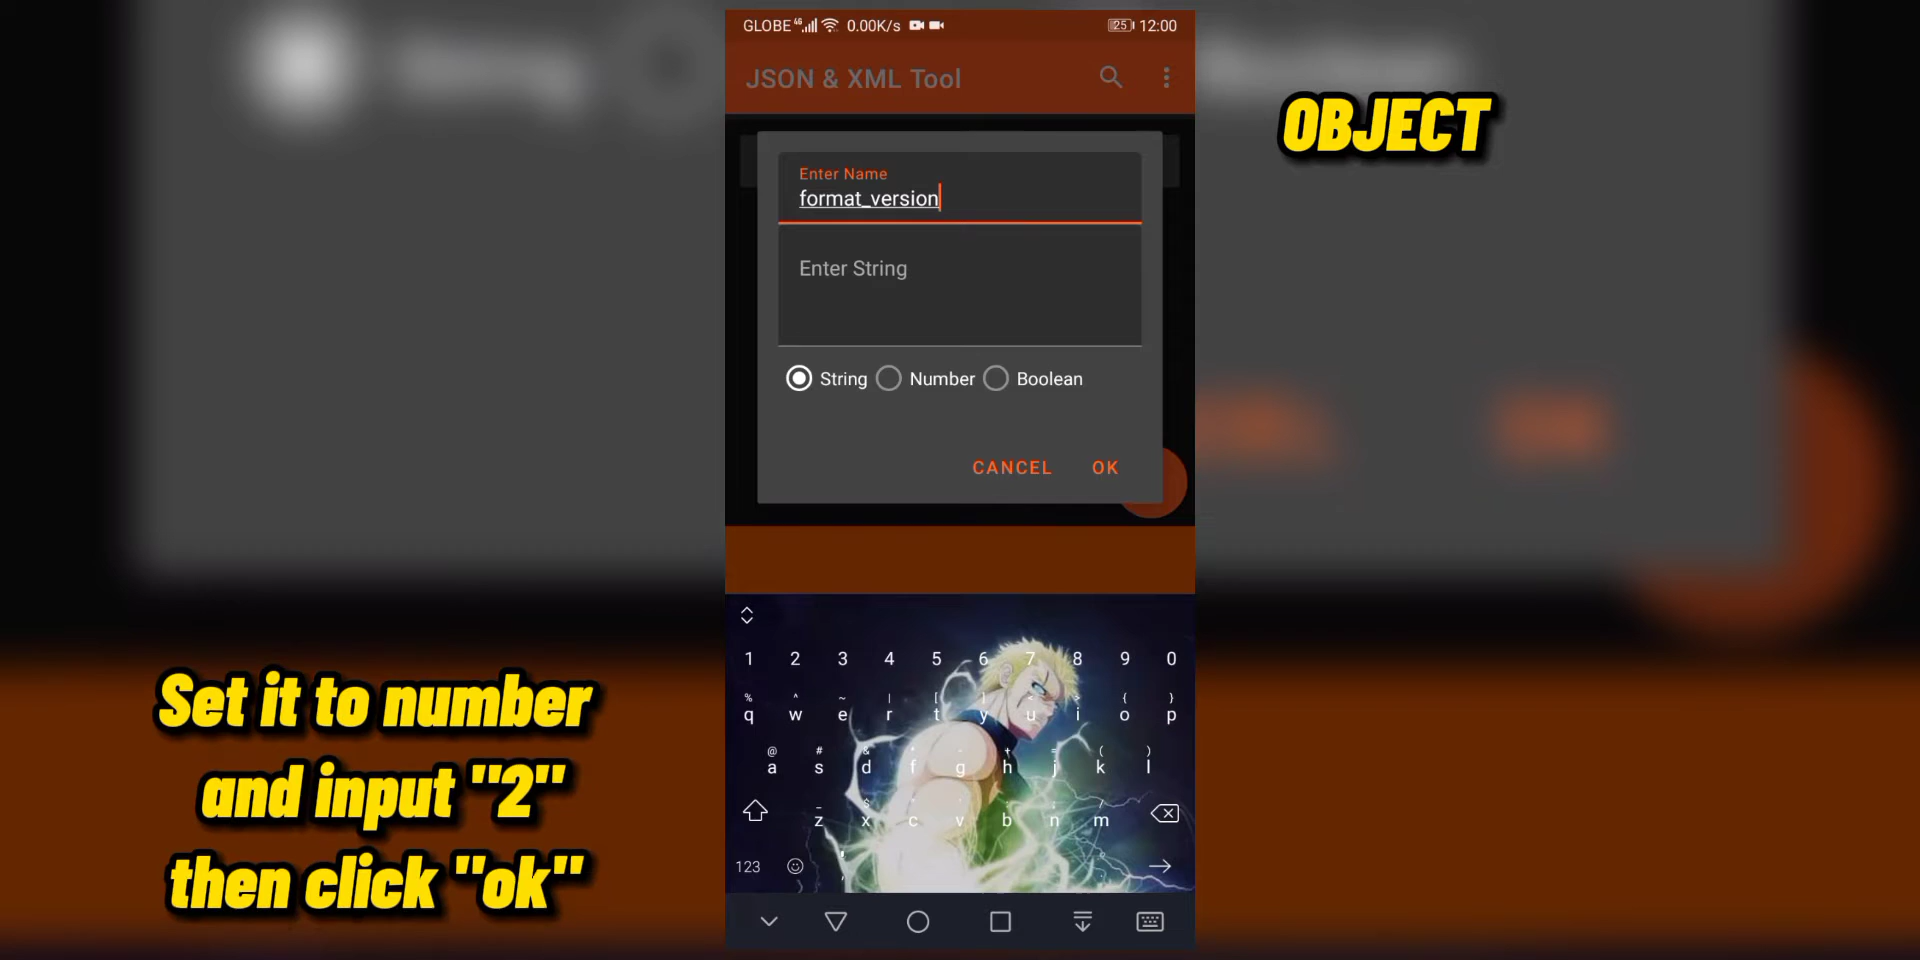 GLOBE 4G 0.00K/s 25 12:00
JSON & XML Tool
OBJECT
Enter Name
format_version
Enter String
String Number Boolean
CANCEL OK
Set it to number
and input "2"
then click "ok"
1 2 3 4 5 6 7 8 9 0
% ^ ~ | [ ] < > { }
q w e r t y u i o p
@ # & * - + = ( )
a s d f g h j k l
_ $ " ' : ; /
z x c v b n m
123